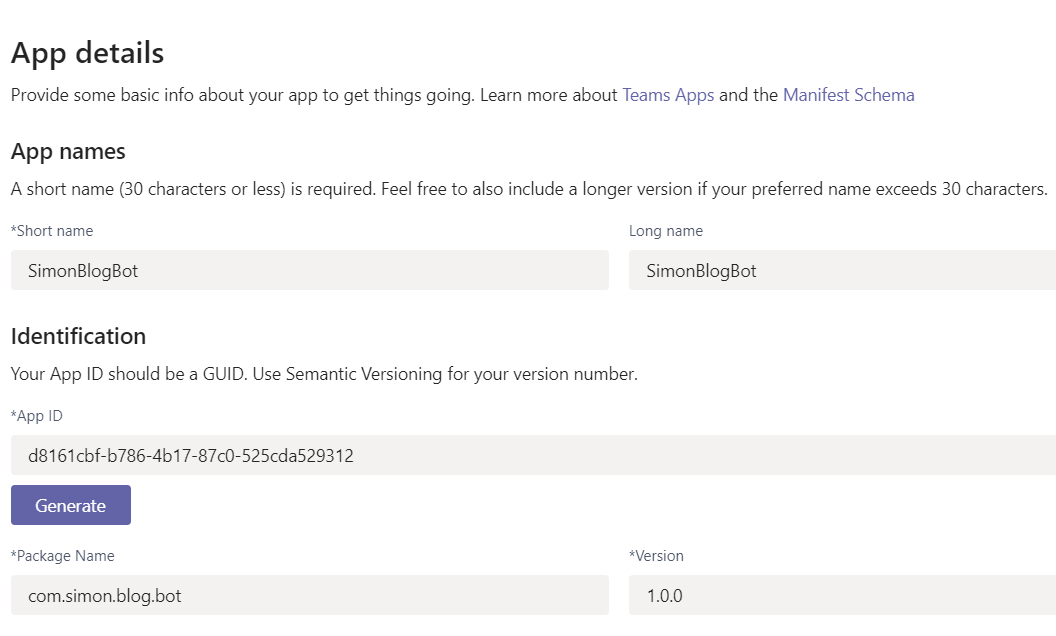 App details
Provide some basic info about your app to get things going. Learn more about Teams Apps and the Manifest Schema
App names
A short name (30 characters or less) is required. Feel free to also include a longer version if your preferred name exceeds 30 characters.
*Short name
Long name
SimonBlogBot
SimonBlogBot
Identification
Your App ID should be a GUID. Use Semantic Versioning for your version number.
*App ID
d8161cbf-b786-4b17-87c0-525cda529312
Generate
*Package Name
*Version
com.simon.blog.bot
1.0.0